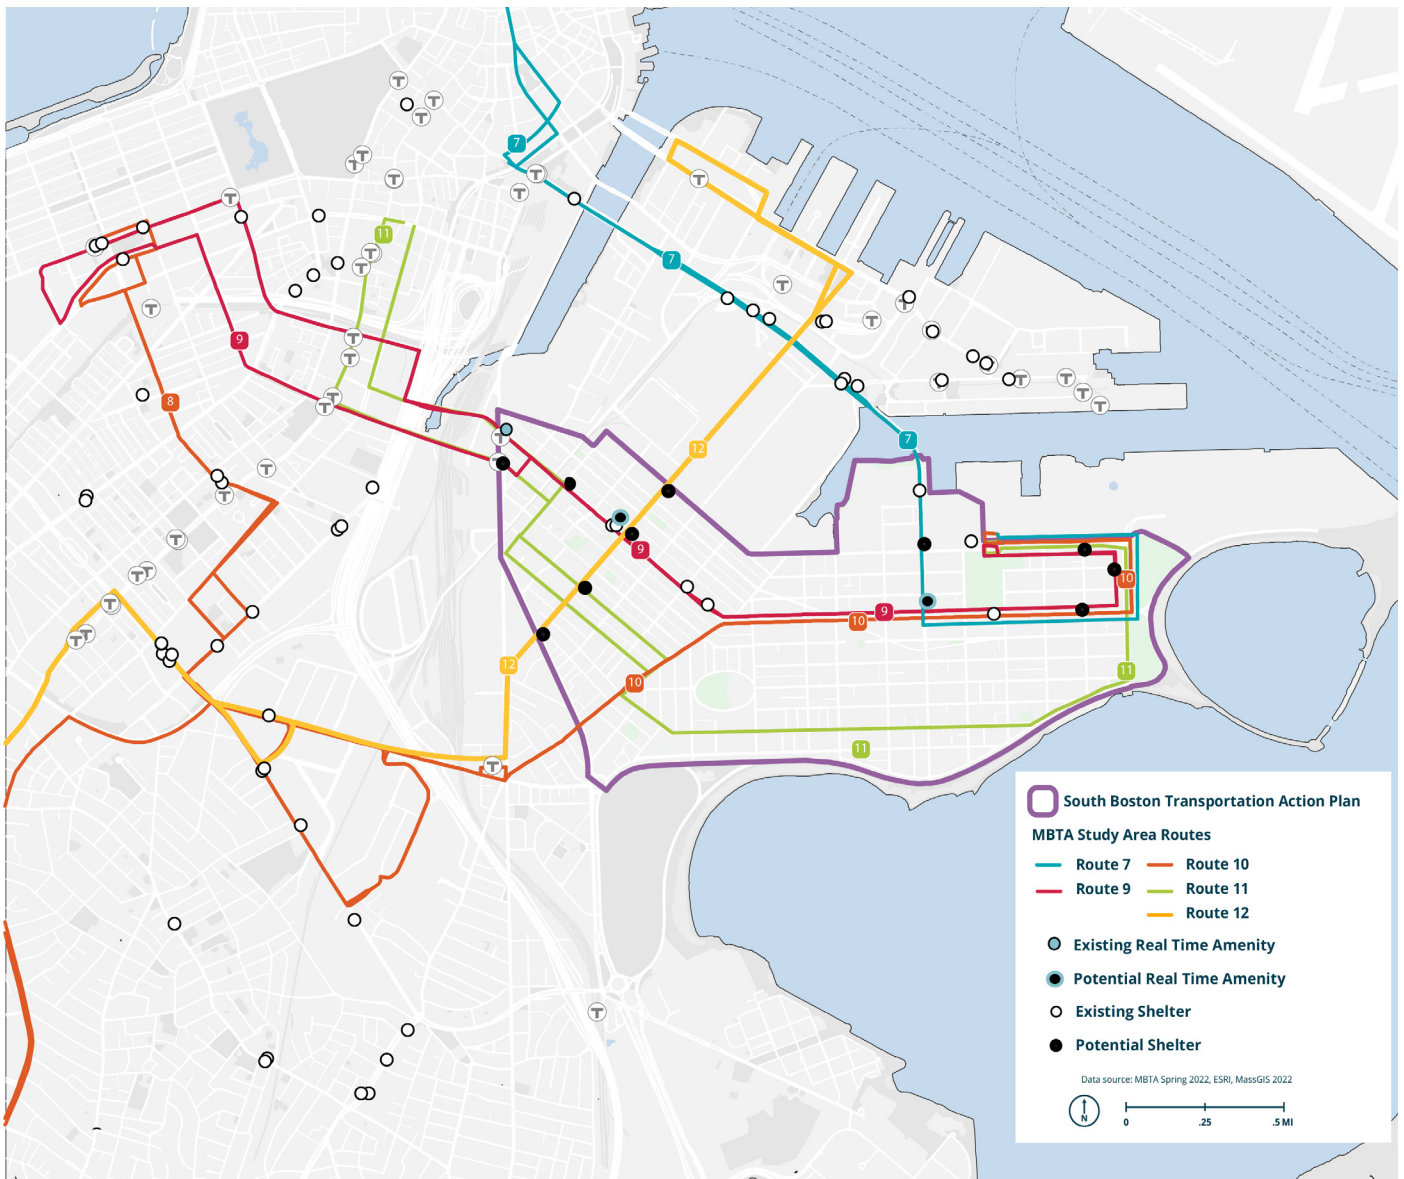 T
T
T
T
T
T
7
T
T
T
T
T
11
7
T
T
T
T
T
T
T
9
T
T
T
T
T
T
8
T
T
7
T
12
T
T
T
T
9
T
T
T
10
T
T
9
10
12
11
10
11
T
T
South Boston Transportation Action Plan
MBTA Study Area Routes
Route 7
Route 10
Route 9
Route 11
Route 12
Existing Real Time Amenity
Potential Real Time Amenity
Existing Shelter
Potential Shelter
Data source: MBTA Spring 2022, ESRI, MassGIS 2022
N
0
.25
.5 MI